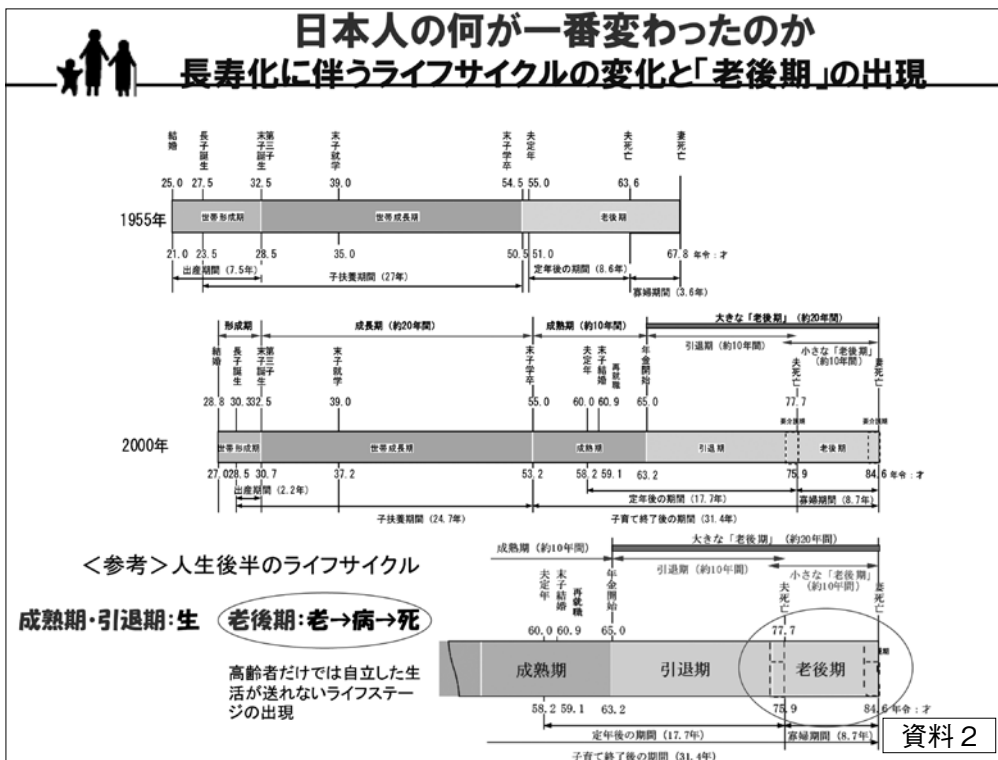 日本人の何が一番変わったのか
長寿化に伴うライフサイクルの変化と「老後期」の出現
結婚
長子誕生
第三子
末子誕生
末子就学
末子学卒
夫定年
夫死亡
妻死亡
25.0 27.5 32.5 39.0 54.5 55.0 63.6
1955年
世帯形成期 世帯成長期 老後期
21.0 23.5 28.5 35.0 50.5 51.0 67.8 年令:才
出産期間(7.5年)
子扶養期間(27年)
定年後の期間(8.6年)
寡婦期間(3.6年)
大きな「老後期」(約20年間)
形成期 成長期(約20年間) 成熟期(約10年間) 引退期(約10年間) 小さな「老後期」
(約10年間)
結婚
長子誕生
第三子
末子誕生
末子就学
末子学卒
夫定年
末子結婚
再就職
年金開始
夫死亡
妻死亡
28.8 30.3 32.5 39.0 55.0 60.0 60.9 65.0 77.7
要介護期 要介護期
2000年
世帯形成期 世帯成長期 成熟期 引退期 老後期
27.0 28.5 30.7 37.2 53.2 58.2 59.1 63.2 75.9 84.6 年令:才
出産期間(2.2年)
定年後の期間(17.7年) 寡婦期間(8.7年)
子扶養期間(24.7年) 子育て終了後の期間(31.4年)
<参考>人生後半のライフサイクル
成熟期・引退期:生 老後期:老→病→死
高齢者だけでは自立した生
活が送れないライフステー
ジの出現
大きな「老後期」(約20年間)
成熟期(約10年間)
引退期(約10年間) 小さな「老後期」
(約10年間)
夫定年
末子結婚
再就職
年金開始
夫死亡
妻死亡
60.0 60.9 65.0 77.7
成熟期 引退期 老後期
58.2 59.1 63.2 75.9 84.6 年令:才
定年後の期間(17.7年) 寡婦期間(8.7年)
子育て終了後の期間(31.4年)
資料2